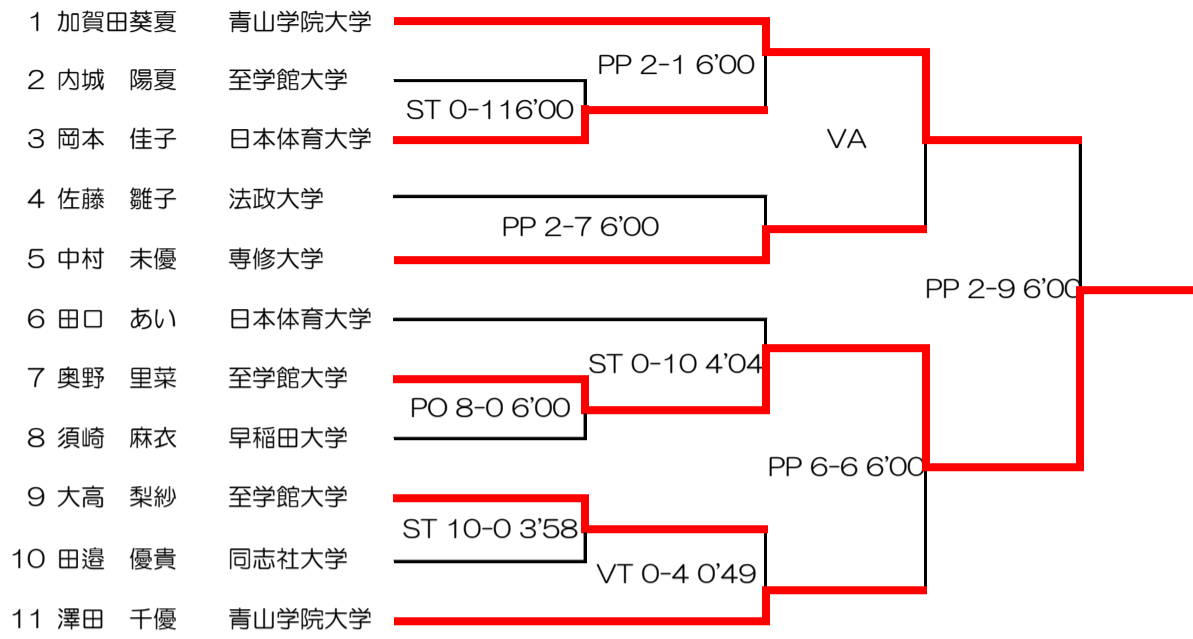 1 加賀田葵夏 青山学院大学
PP 2-1 6'00
2 内城 陽夏 至学館大学
ST 0-116'00
3 岡本 佳子 日本体育大学
VA
4 佐藤 雛子 法政大学
PP 2-7 6'00
5 中村 未優 専修大学
PP 2-9 6'00
6 田口 あい 日本体育大学
ST 0-10 4'04
7 奥野 里菜 至学館大学
PO 8-0 6'00
8 須崎 麻衣 早稲田大学
PP 6-6 6'00
9 大高 梨紗 至学館大学
ST 10-0 3'58
10 田邉 優貴 同志社大学
VT 0-4 0'49
11 澤田 千優 青山学院大学